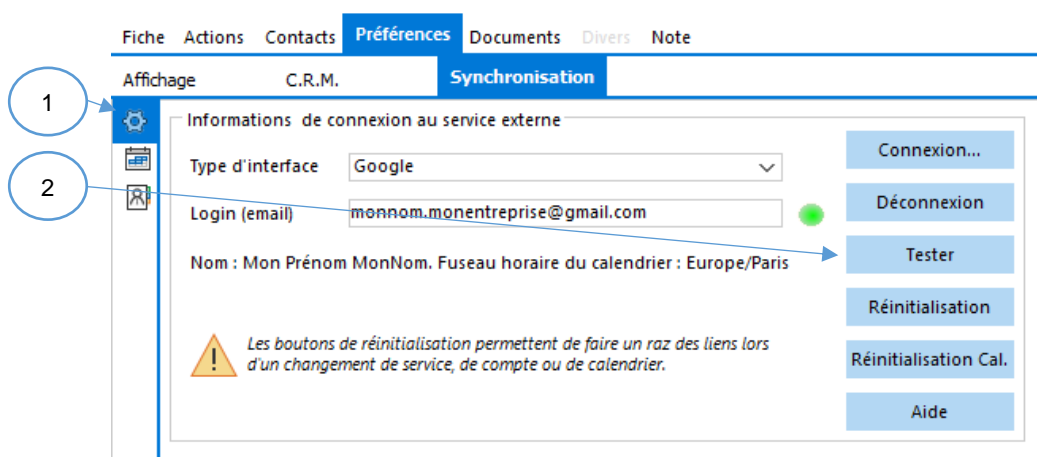 Fiche Actions Contacts Préférences Documents Divers Note
Affichage C.R.M. Synchronisation
1
Informations de connexion au service externe
Connexion...
Type d'interface Google
2
Déconnexion
Login (email) monnom.monentreprise@gmail.com
Tester
Nom : Mon Prénom MonNom. Fuseau horaire du calendrier : Europe/Paris
Réinitialisation
Les boutons de réinitialisation permettent de faire un raz des liens lors
d'un changement de service, de compte ou de calendrier.
Réinitialisation Cal.
Aide